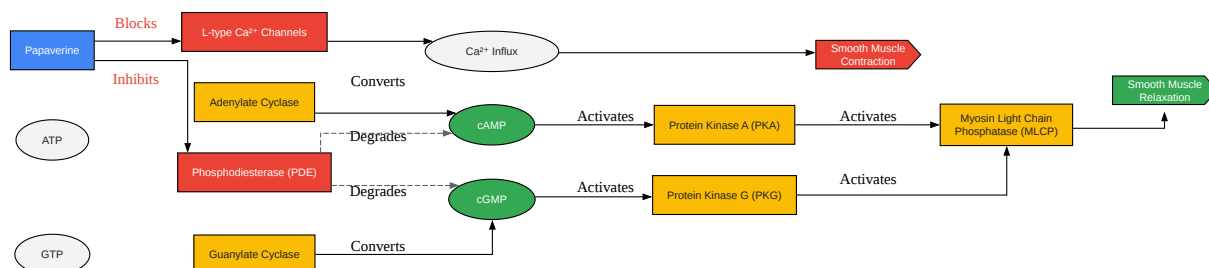 Blocks
L-type Ca²⁺ Channels
Papaverine
Ca²⁺ Influx
Smooth Muscle
Contraction
Inhibits
Converts
Smooth Muscle
Relaxation
Adenylate Cyclase
cAMP
Activates
Protein Kinase A (PKA)
Activates
Myosin Light Chain
Phosphatase (MLCP)
ATP
Degrades
Phosphodiesterase (PDE)
Degrades
cGMP
Activates
Protein Kinase G (PKG)
Activates
GTP
Guanylate Cyclase
Converts